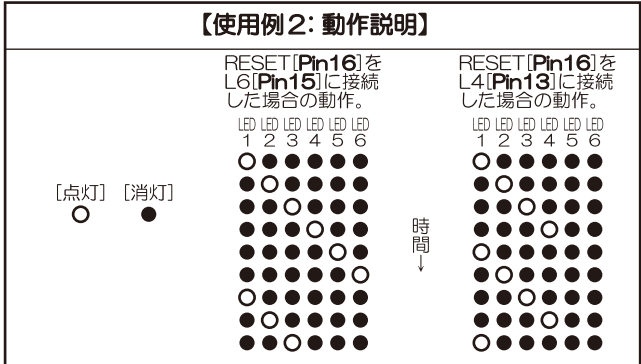 【使用例2：動作説明】
RESET[Pin16]を
L6[Pin15]に接続
した場合の動作。
LED LED LED LED LED LED
1 2 3 4 5 6
[点灯] [消灯]
時間↓
RESET[Pin16]を
L4[Pin13]に接続
した場合の動作。
LED LED LED LED LED LED
1 2 3 4 5 6